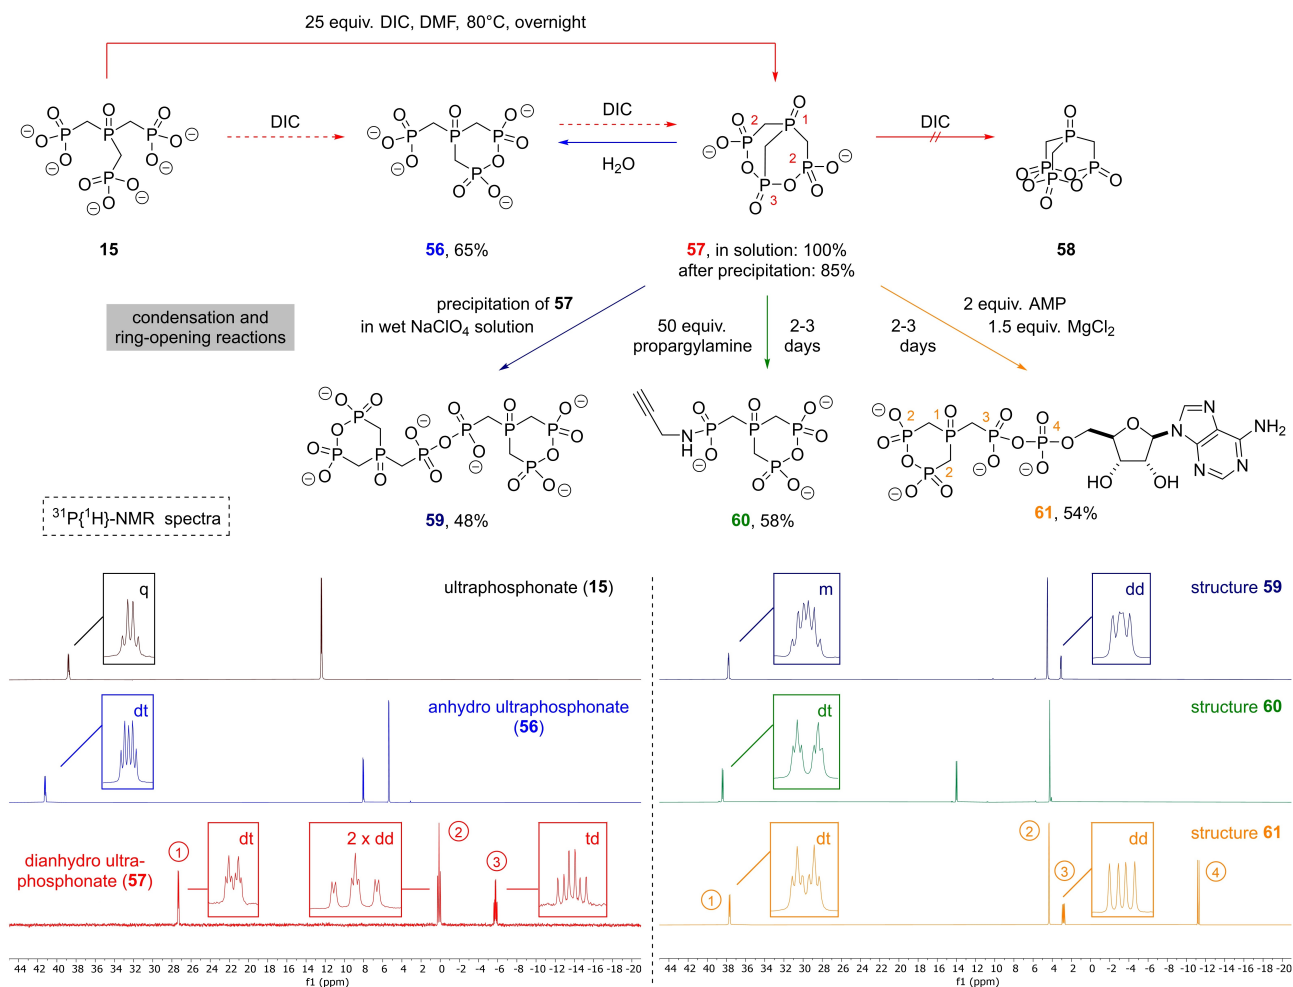 25 equiv. DIC, DMF, 80°C, overnight
DIC
DIC
H₂O
DIC
15
56, 65%
57, in solution: 100%
after precipitation: 85%
58
condensation and
ring-opening reactions
precipitation of 57
in wet NaClO₄ solution
50 equiv.
propargylamine
2-3
days
2-3
days
2 equiv. AMP
1.5 equiv. MgCl₂
59, 48%
60, 58%
61, 54%
³¹P{¹H}-NMR spectra
q
ultraphosphonate (15)
m
dd
structure 59
dt
anhydro ultraphosphonate
(56)
dt
structure 60
dianhydro ultra-
phosphonate (57)
1
dt
2 x dd
2
3
td
1
dt
2
3
dd
4
structure 61
44 42 40 38 36 34 32 30 28 26 24 22 20 18 16 14 12 10 8 6 4 2 0 -2 -4 -6 -8 -10 -12 -14 -16 -18 -20
f1 (ppm)
44 42 40 38 36 34 32 30 28 26 24 22 20 18 16 14 12 10 8 6 4 2 0 -2 -4 -6 -8 -10 -12 -14 -16 -18 -20
f1 (ppm)